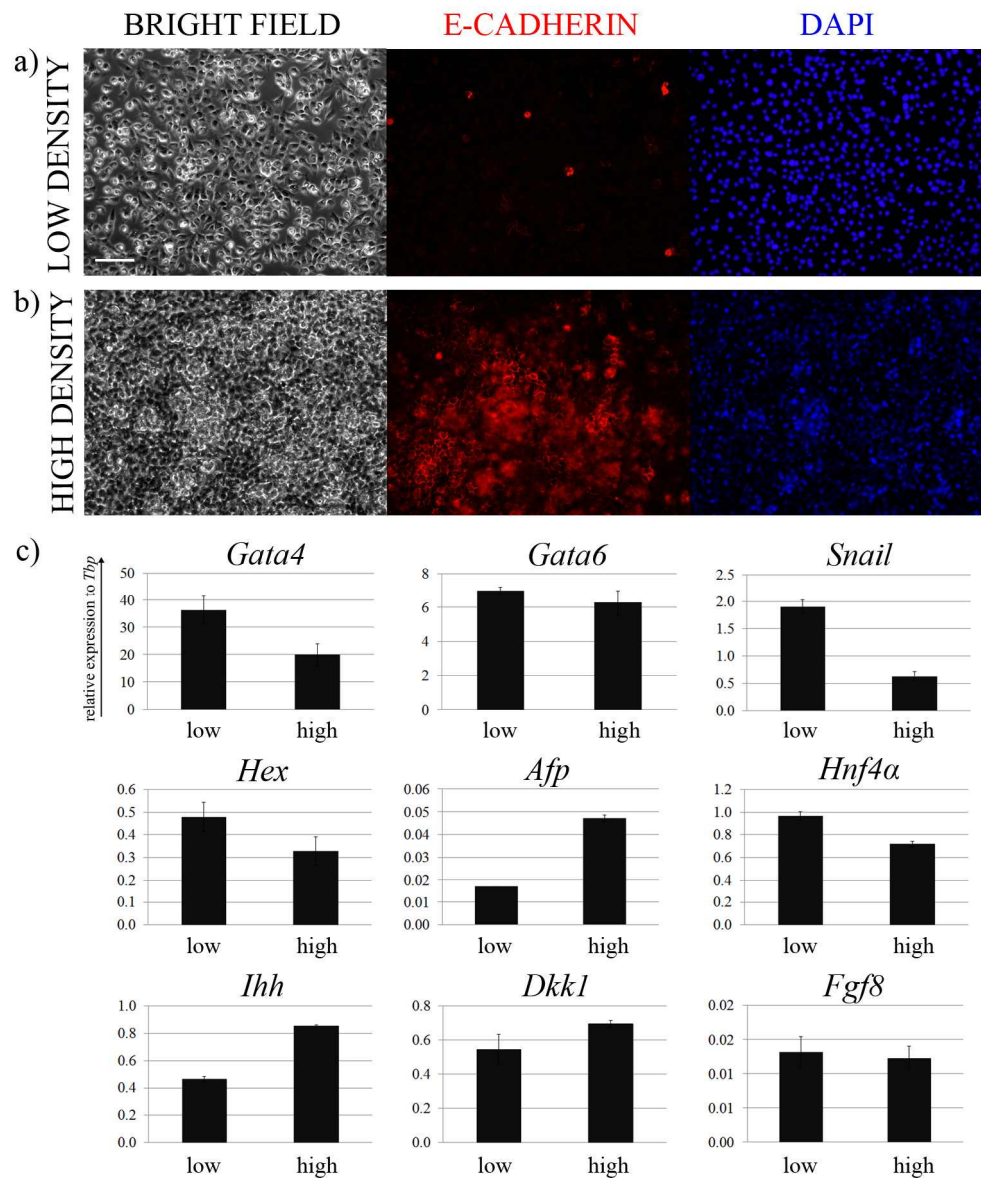 BRIGHT FIELD E-CADHERIN DAPI
a)
LOW DENSITY
b)
HIGH DENSITY
c)
relative expression to Tbp
Gata4
50
40
30
20
10
0
low high
Gata6
8
6
4
2
0
low high
Snail
2.5
2.0
1.5
1.0
0.5
0.0
low high
Hex
0.6
0.5
0.4
0.3
0.2
0.1
0.0
low high
Afp
0.06
0.05
0.04
0.03
0.02
0.01
0.00
low high
Hnf4α
1.2
1.0
0.8
0.6
0.4
0.2
0.0
low high
Ihh
1.0
0.8
0.6
0.4
0.2
0.0
low high
Dkk1
0.8
0.6
0.4
0.2
0.0
low high
Fgf8
0.02
0.02
0.01
0.01
0.00
low high